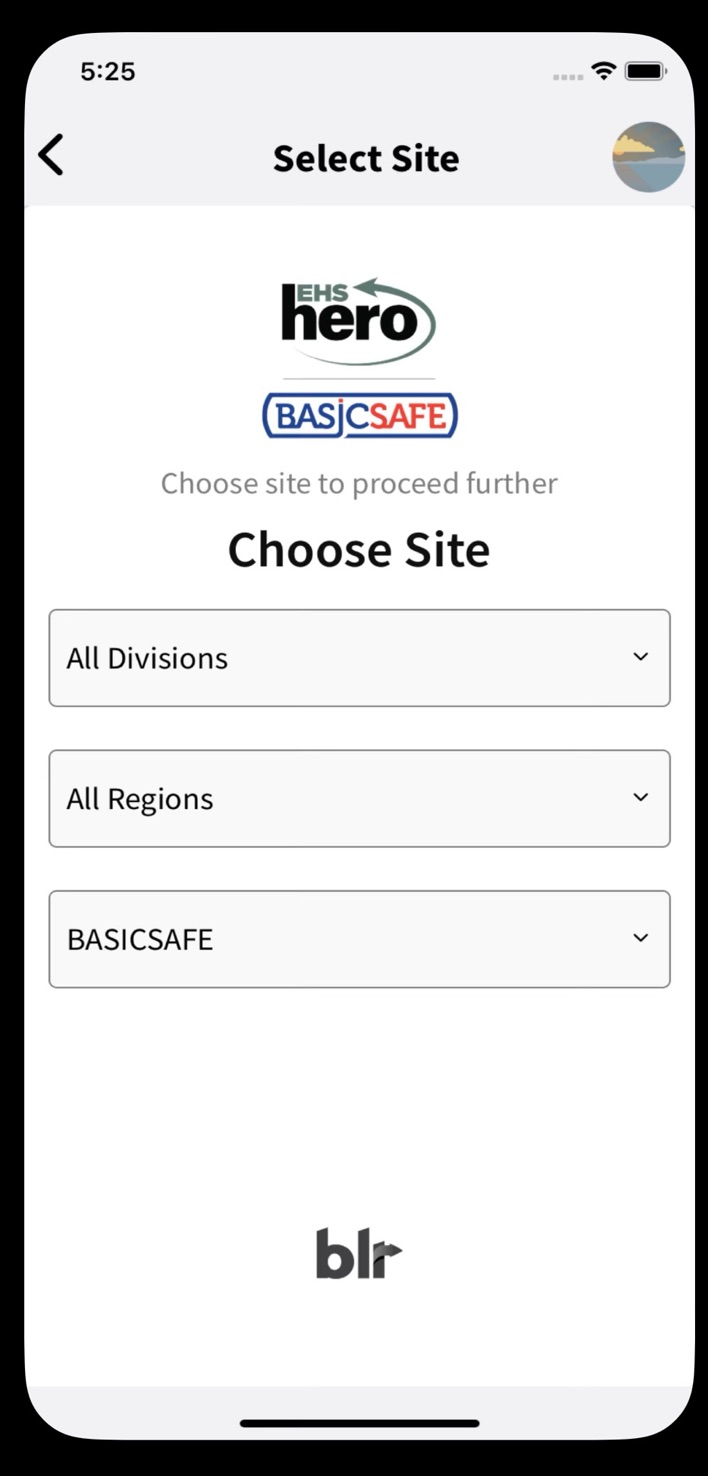 5:25
Select Site
EHS
hero
BASiCSAFE
Choose site to proceed further
Choose Site
All Divisions
All Regions
BASICSAFE
blr